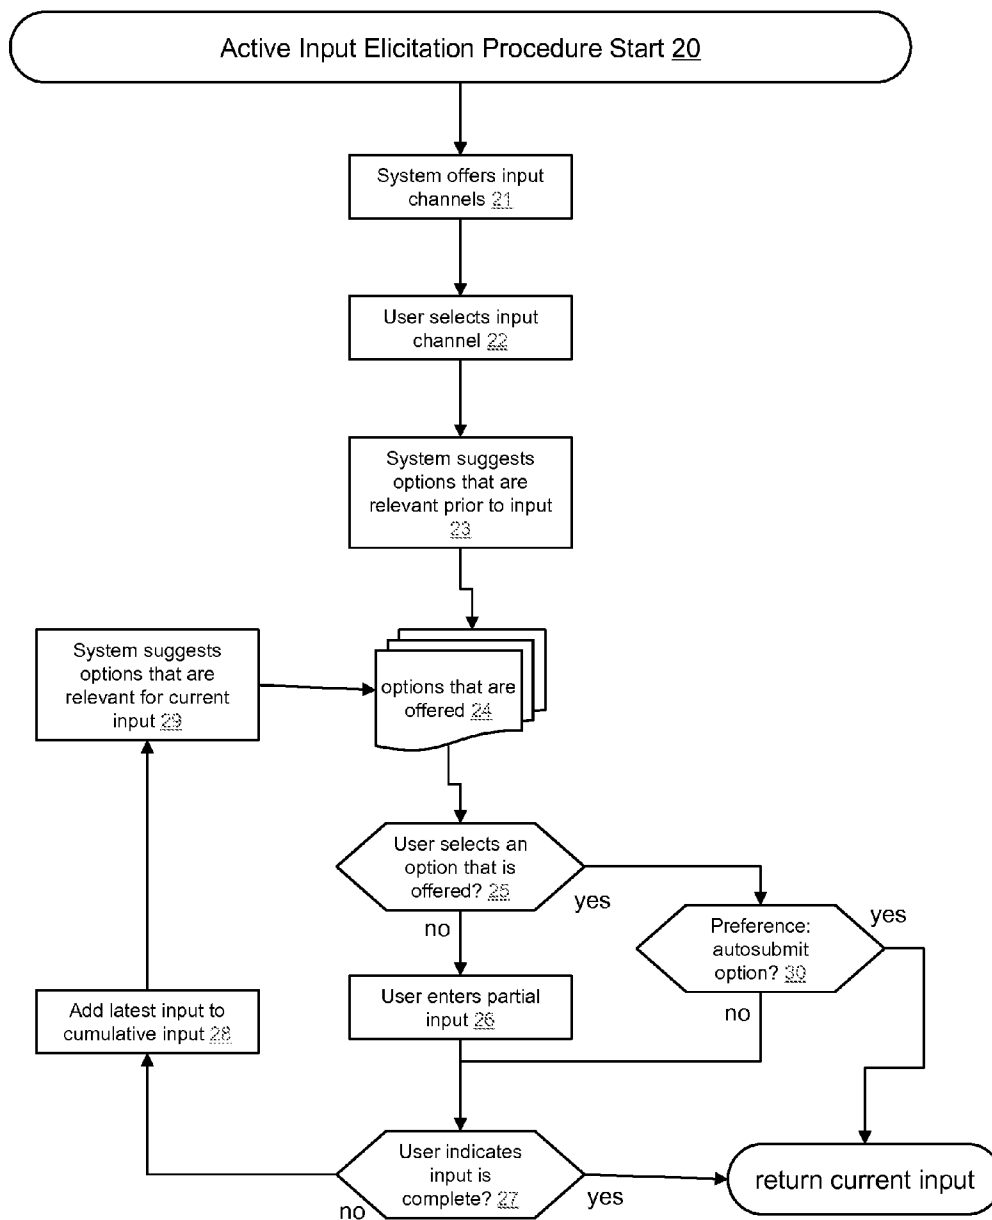 Active Input Elicitation Procedure Start 20
System offers input
channels 21
User selects input
channel 22
System suggests
options that are
relevant prior to input
23
System suggests
options that are
relevant for current
input 29
options that are
offered 24
User selects an
option that is
offered? 25
yes
no
Preference:
autosubmit
option? 30
yes
no
User enters partial
input 26
Add latest input to
cumulative input 28
User indicates
input is
complete? 27
no
yes
return current input